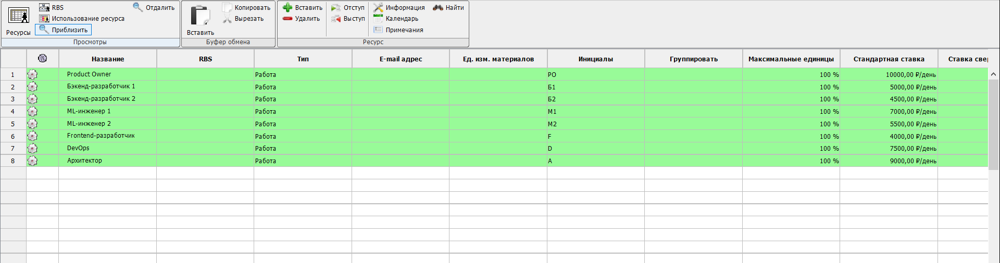 RBS
Отдалить
Использование ресурса
Ресурсы
Приблизить
Просмотры
Копировать
Вырезать
Вставить
Буфер обмена
Вставить
Отступ
Информация
Найти
Удалить
Выступ
Календарь
Примечания
Ресурс
Название RBS Тип E-mail адрес Ед. изм. материалов Инициалы Группировать Максимальные единицы Стандартная ставка Ставка
1 Product Owner Работа PO 100 % 10000,00 ₽/день
2 Бэкенд-разработчик 1 Работа Б1 100 % 5000,00 ₽/день
3 Бэкенд-разработчик 2 Работа Б2 100 % 4500,00 ₽/день
4 ML-инженер 1 Работа М1 100 % 7000,00 ₽/день
5 ML-инженер 2 Работа М2 100 % 5500,00 ₽/день
6 Frontend-разработчик Работа F 100 % 4000,00 ₽/день
7 DevOps Работа D 100 % 7500,00 ₽/день
8 Архитектор Работа А 100 % 9000,00 ₽/день